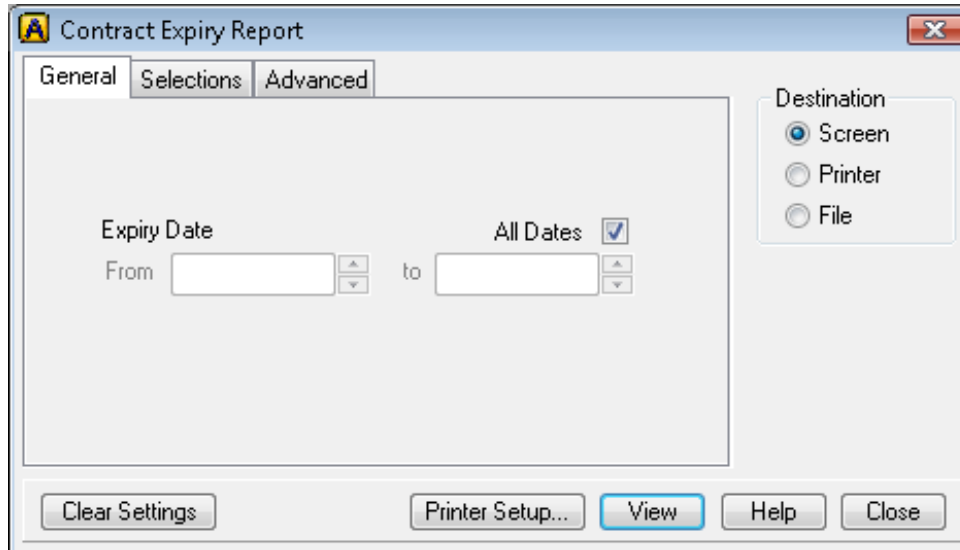 A Contract Expiry Report
General Selections Advanced
Destination
Screen
Printer
File
Expiry Date All Dates
From to
Clear Settings Printer Setup... View Help Close